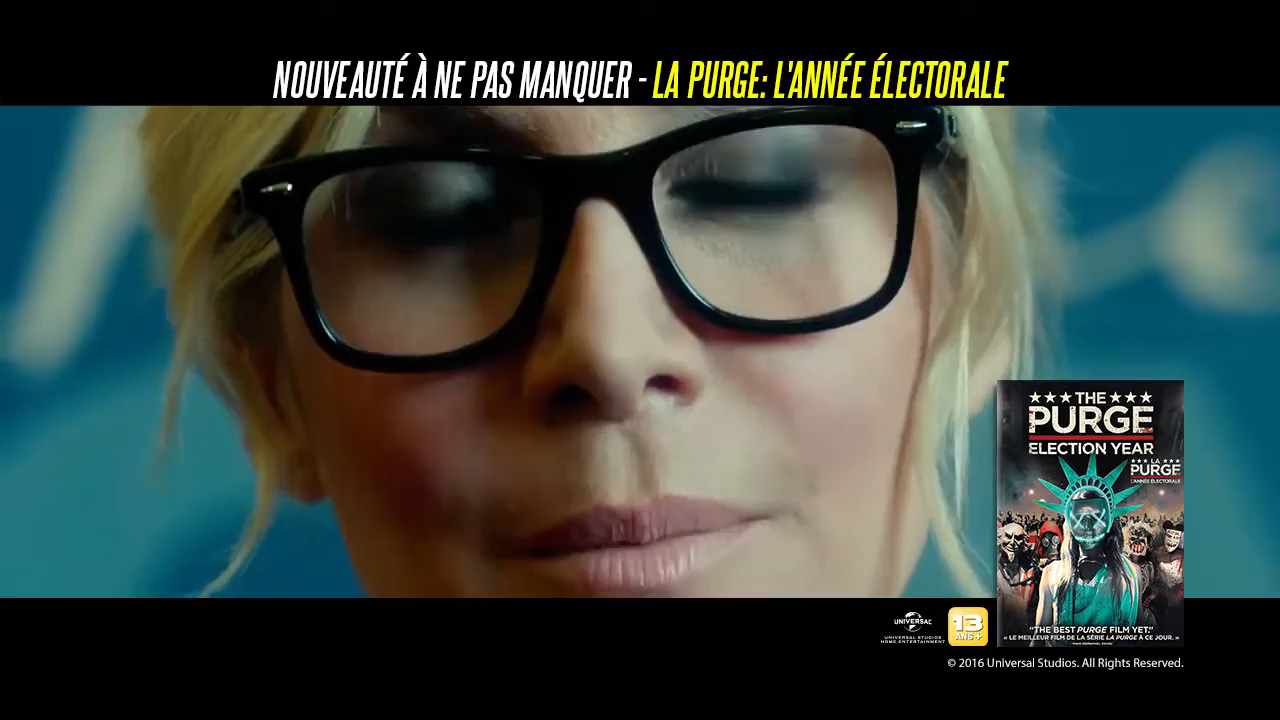 NOUVEAUTÉ À NE PAS MANQUER - LA PURGE: L'ANNÉE ÉLECTORALE
★★★ THE ★★★
PURGE
ELECTION YEAR
★★★ LA ★★★
PURGE
L'ANNÉE ÉLECTORALE
"THE BEST PURGE FILM YET."
« LE MEILLEUR FILM DE LA SÉRIE LA PURGE À CE JOUR. »
UNIVERSAL
UNIVERSAL STUDIOS
HOME ENTERTAINMENT
13
ANS +
© 2016 Universal Studios. All Rights Reserved.